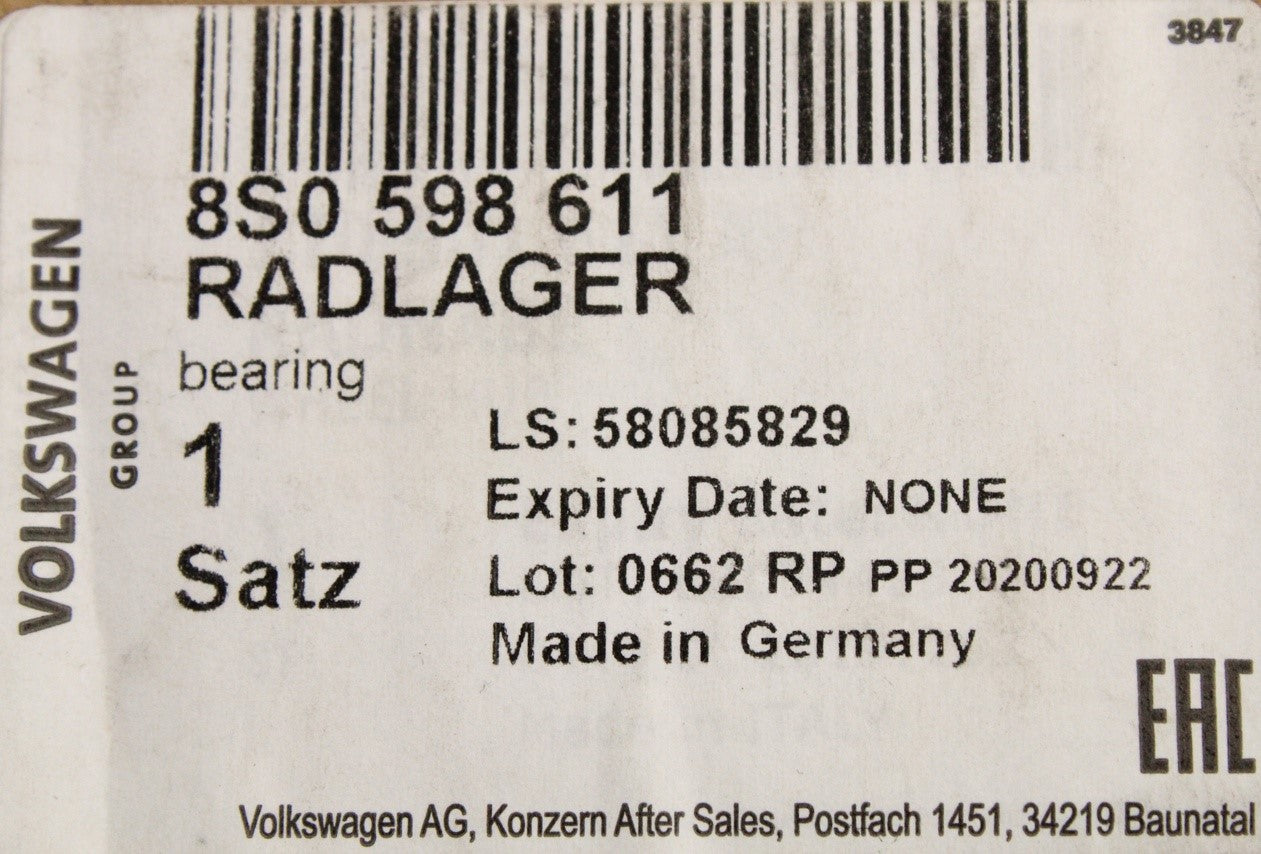 3847
8S0 598 611
RADLAGER
bearing
1
Satz
LS: 58085829
Expiry Date: NONE
Lot: 0662 RP PP 20200922
Made in Germany
VOLKSWAGEN
GROUP
EAC
Volkswagen AG, Konzern After Sales, Postfach 1451, 34219 Baunatal